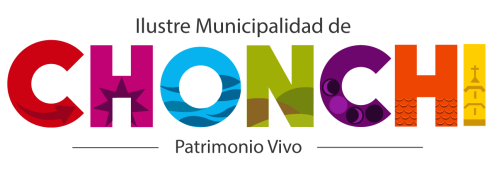 Ilustre Municipalidad de
CHONCHI
Patrimonio Vivo